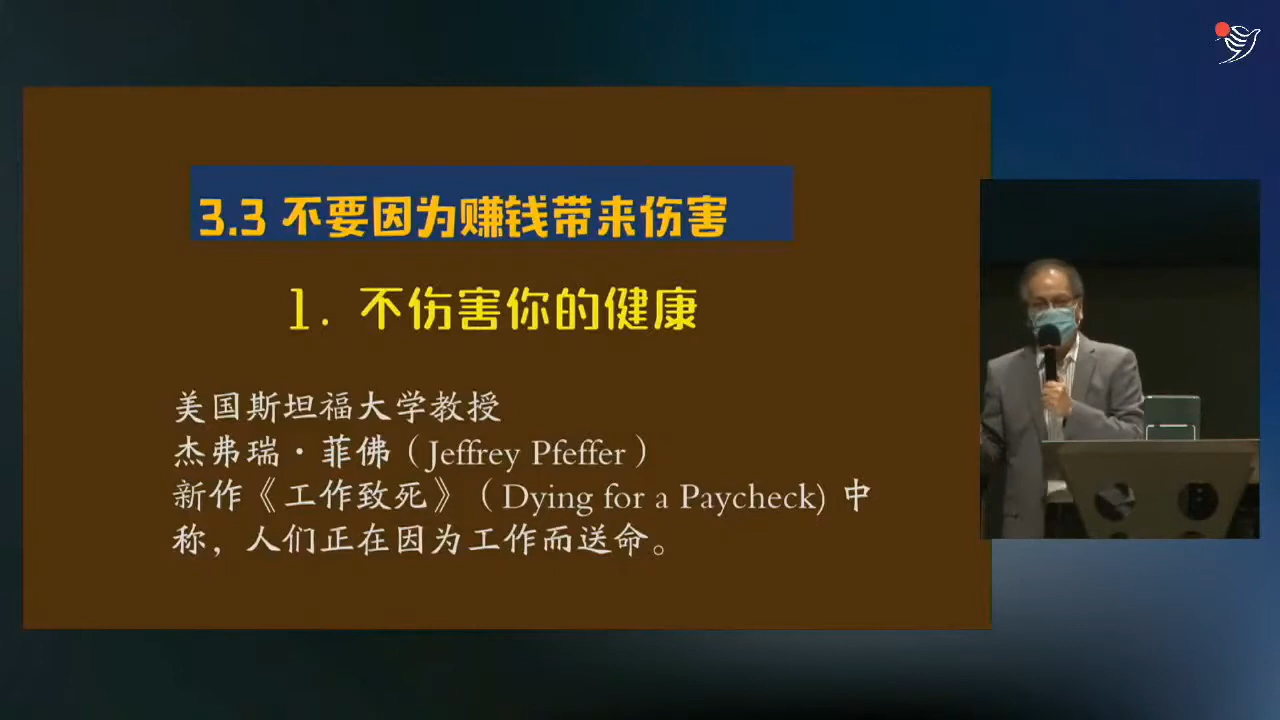 3.3 不要因为赚钱带来伤害
1. 不伤害你的健康
美国斯坦福大学教授
杰弗瑞·菲佛（Jeffrey Pfeffer）
新作《工作致死》（Dying for a Paycheck) 中
称，人们正在因为工作而送命。